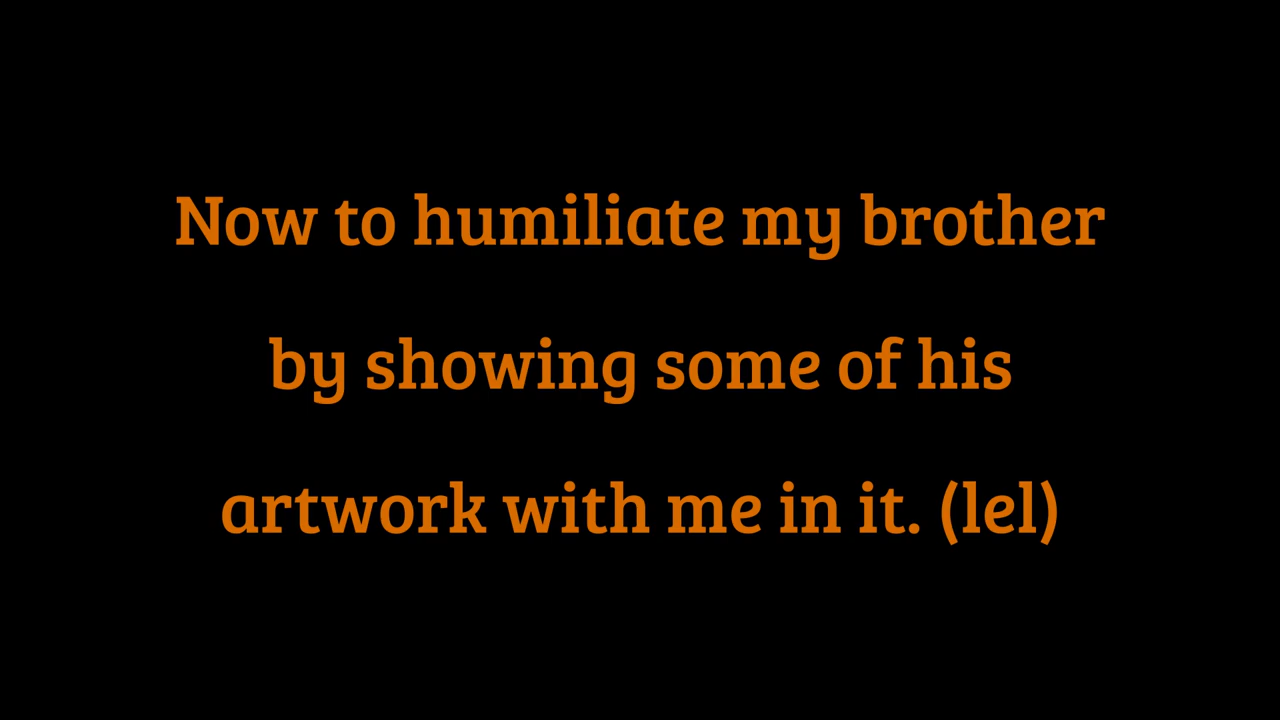 Now to humiliate my brother
by showing some of his
artwork with me in it. (lel)